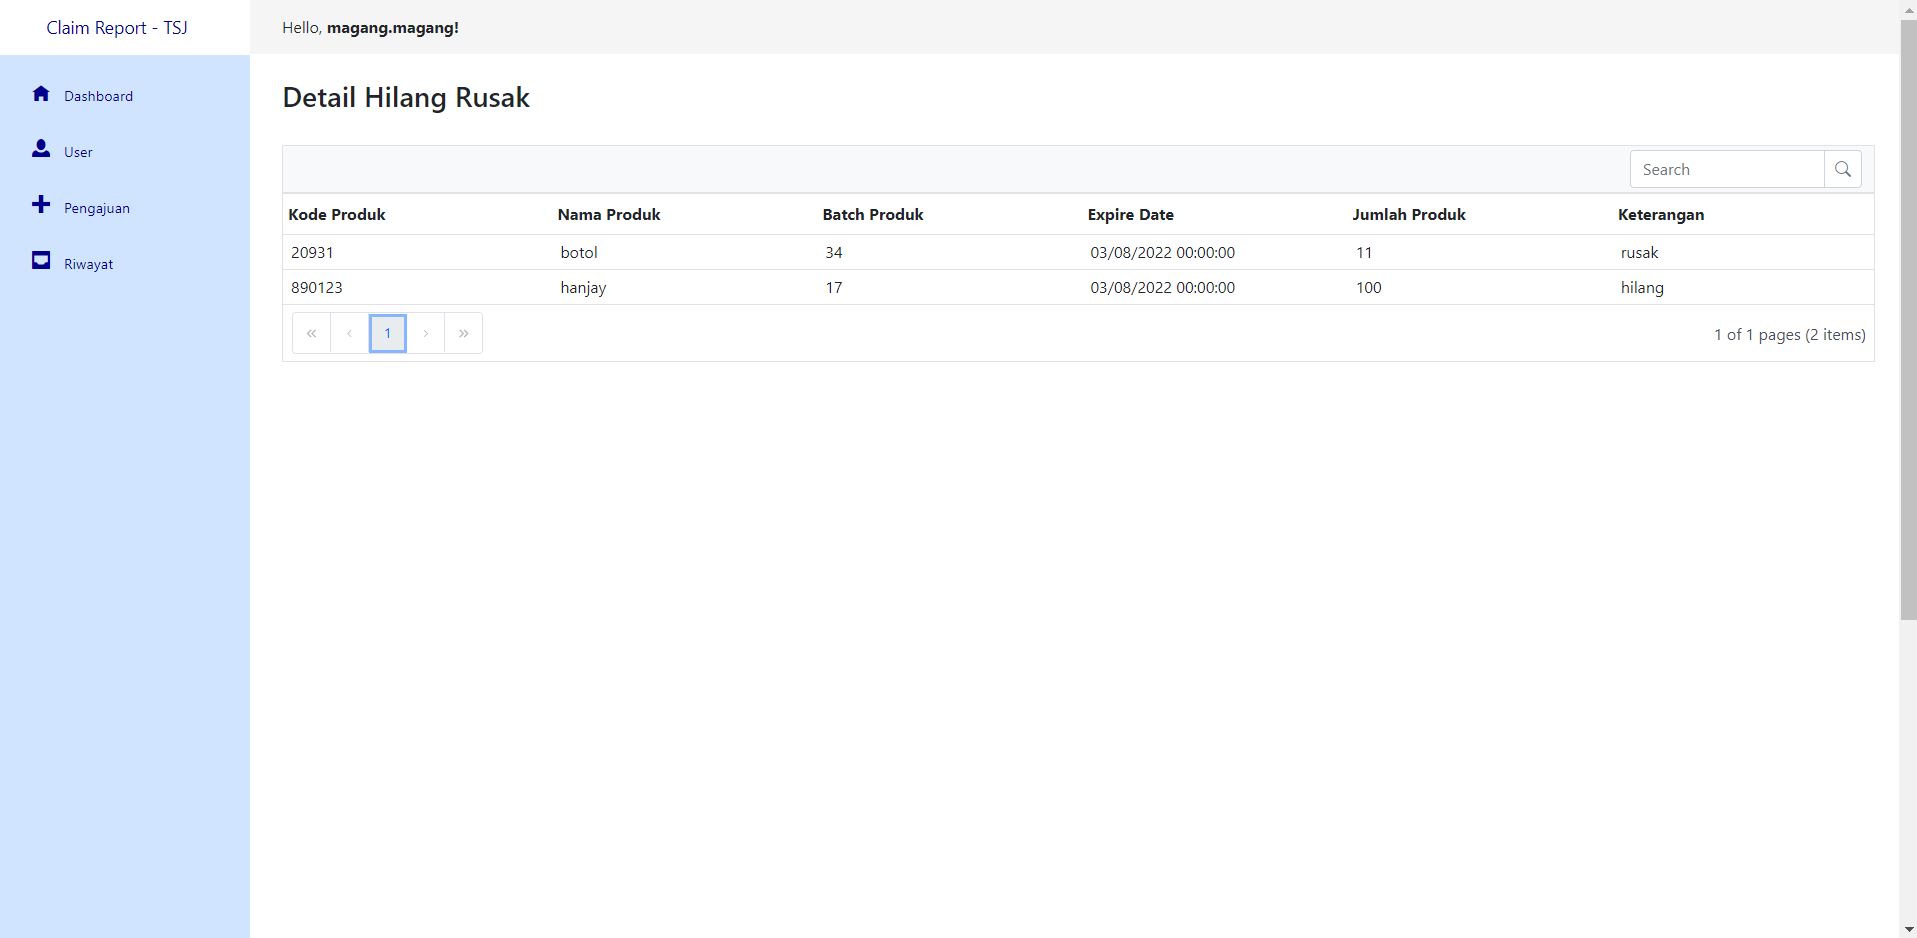 Claim Report - TSJ
Hello, magang.magang!
Dashboard
User
Pengajuan
Riwayat
Detail Hilang Rusak
Search
Kode Produk Nama Produk Batch Produk Expire Date Jumlah Produk Keterangan
20931 botol 34 03/08/2022 00:00:00 11 rusak
890123 hanjay 17 03/08/2022 00:00:00 100 hilang
« ‹ 1 › » 1 of 1 pages (2 items)